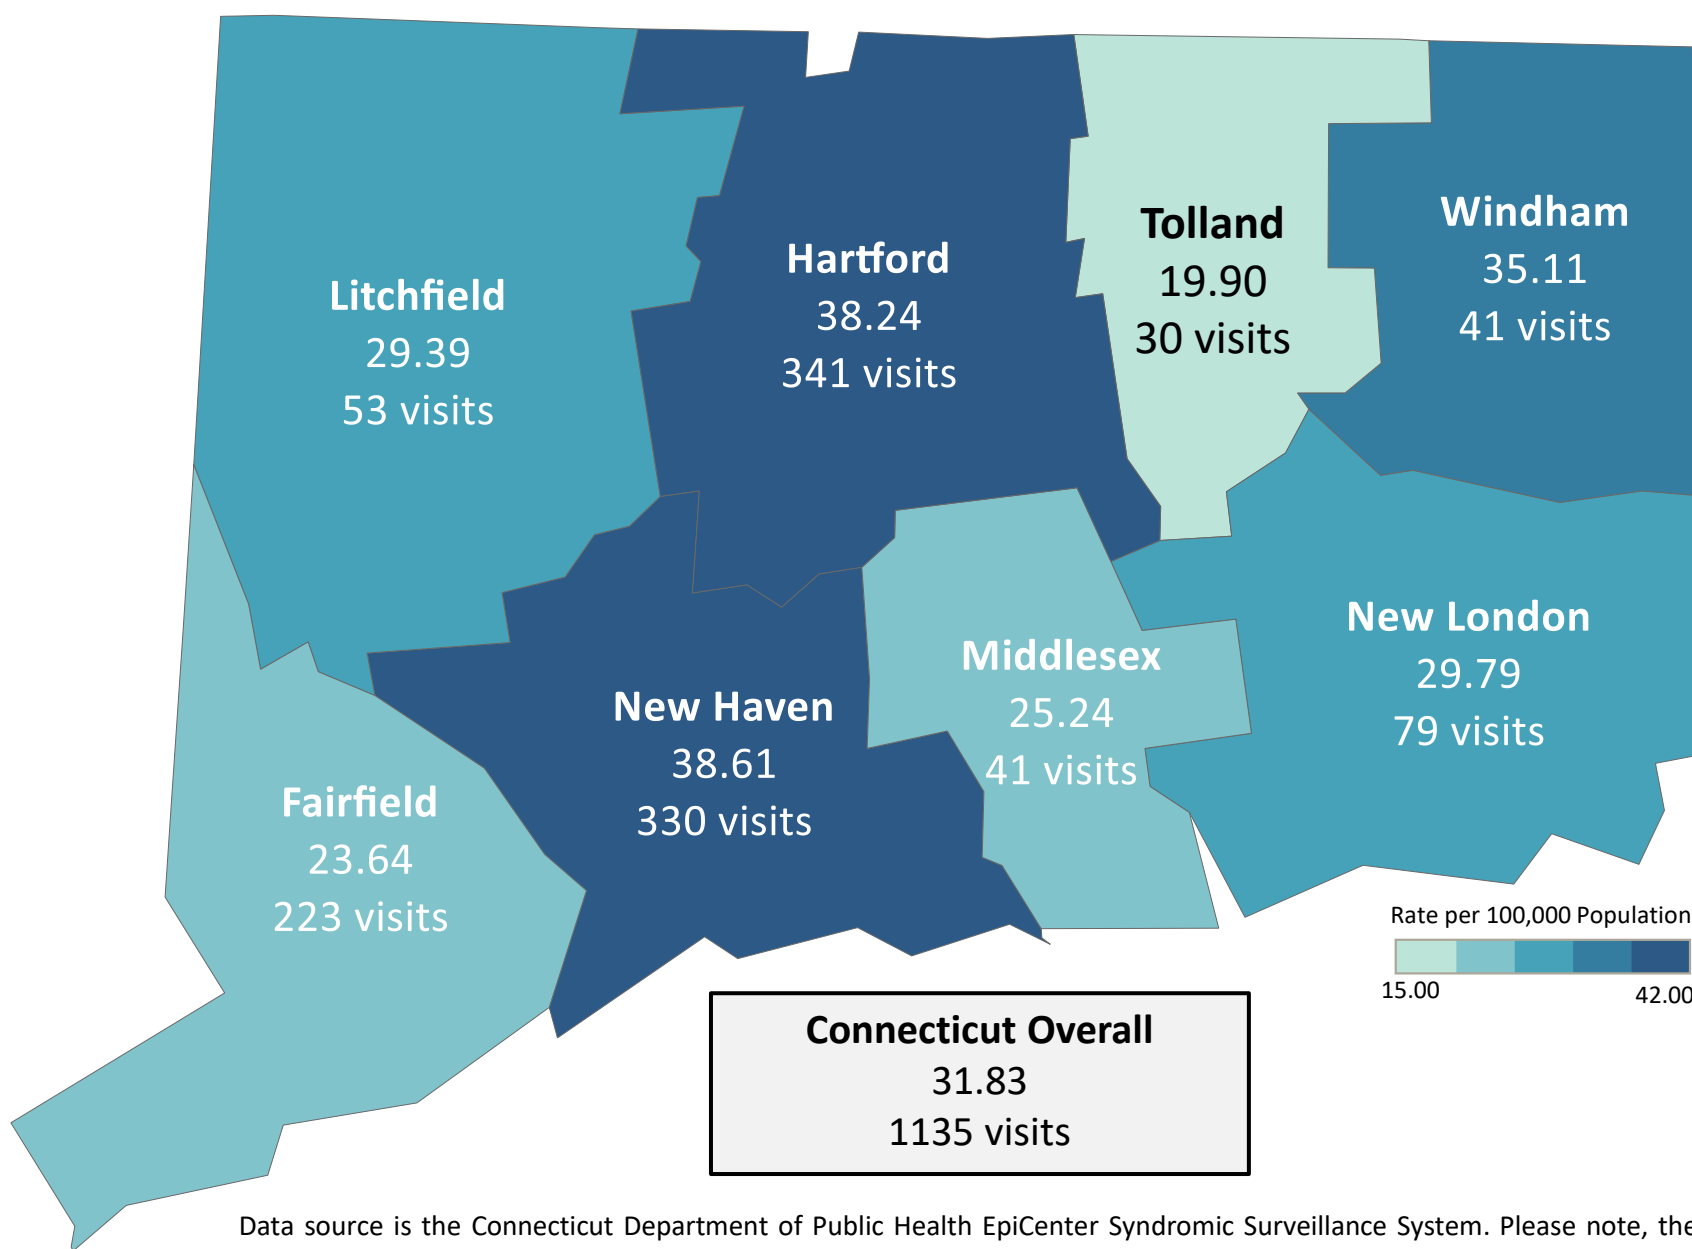 Litchfield
29.39
53 visits
Hartford
38.24
341 visits
Tolland
19.90
30 visits
Windham
35.11
41 visits
New London
29.79
79 visits
Middlesex
25.24
41 visits
New Haven
38.61
330 visits
Fairfield
23.64
223 visits
Rate per 100,000 Population
15.00
42.00
Connecticut Overall
31.83
1135 visits
Data source is the Connecticut Department of Public Health EpiCenter Syndromic Surveillance System. Please note, the